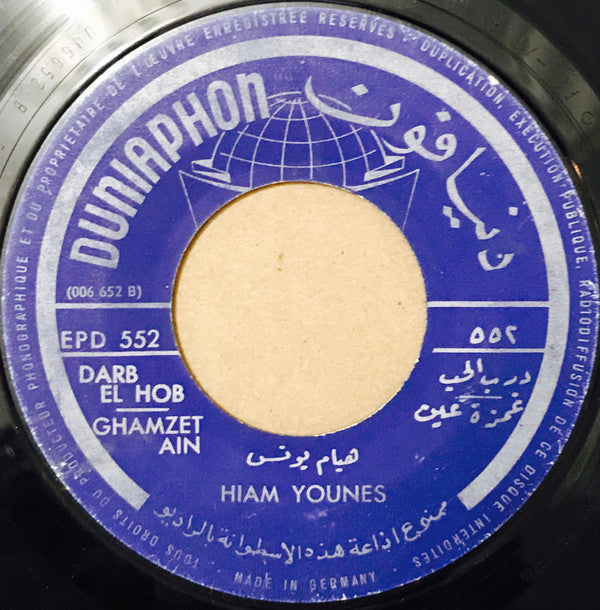 TOUS DROITS DU PRODUCTEUR PHONOGRAPHIQUE ET DU PROPRIETAIRE DE L'ŒUVRE ENREGISTRÉE RESERVES - DUPLICATION, EXECUTION PUBLIQUE, RADIODIFFUSION DE CE DISQUE INTERDITES
DUNIAPHON
دنيافون
(006 652 B)
EPD 552
٥٥٢
DARB
EL HOB
GHAMZET
AIN
درب الحب
غمزة عين
هيام يونس
HIAM YOUNES
ممنوع اذاعة هذه الاسطوانة بالراديو
MADE IN GERMANY